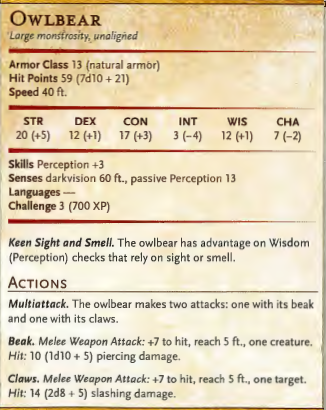 OWLBEAR
Large monstrosity, unaligned
Armor Class 13 (natural armor)
Hit Points 59 (7d10 + 21)
Speed 40 ft.
STR DEX CON INT WIS CHA
20 (+5) 12 (+1) 17 (+3) 3 (−4) 12 (+1) 7 (−2)
Skills Perception +3
Senses darkvision 60 ft., passive Perception 13
Languages —
Challenge 3 (700 XP)
Keen Sight and Smell. The owlbear has advantage on Wisdom
(Perception) checks that rely on sight or smell.
ACTIONS
Multiattack. The owlbear makes two attacks: one with its beak
and one with its claws.
Beak. Melee Weapon Attack: +7 to hit, reach 5 ft., one creature.
Hit: 10 (1d10 + 5) piercing damage.
Claws. Melee Weapon Attack: +7 to hit, reach 5 ft., one target.
Hit: 14 (2d8 + 5) slashing damage.